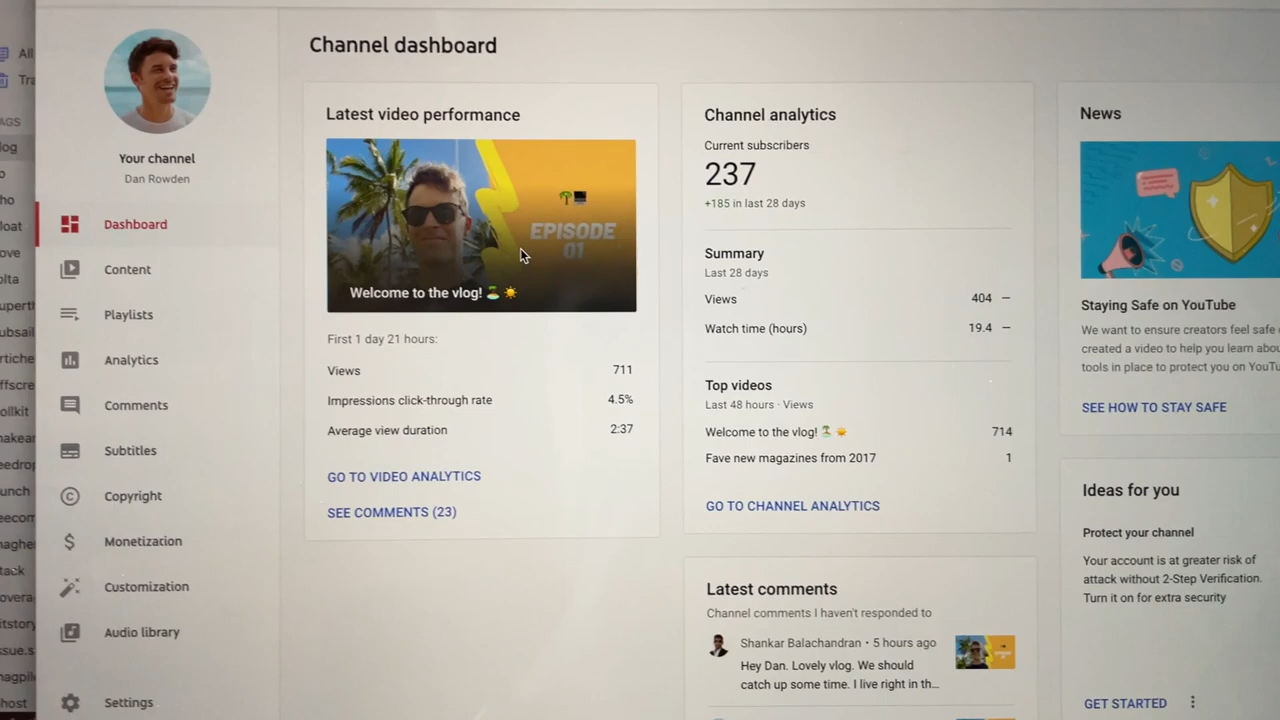 All
Your channel
Dan Rowden
Dashboard
Content
Playlists
Analytics
Comments
Subtitles
Copyright
Monetization
Customization
Audio library
Settings
Channel dashboard
Latest video performance
EPISODE
01
Welcome to the vlog! 🏝️☀️
First 1 day 21 hours:
Views 711
Impressions click-through rate 4.5%
Average view duration 2:37
GO TO VIDEO ANALYTICS
SEE COMMENTS (23)
Channel analytics
Current subscribers
237
+185 in last 28 days
Summary
Last 28 days
Views 404 —
Watch time (hours) 19.4 —
Top videos
Last 48 hours · Views
Welcome to the vlog! 🏝️☀️ 714
Fave new magazines from 2017 1
GO TO CHANNEL ANALYTICS
Latest comments
Channel comments I haven't responded to
Shankar Balachandran • 5 hours ago
Hey Dan. Lovely vlog. We should
catch up some time. I live right in th...
News
Staying Safe on YouTube
We want to ensure creators feel safe
created a video to help you learn
tools in place to protect you on
SEE HOW TO STAY SAFE
Ideas for you
Protect your channel
Your account is at greater risk of
attack without 2-Step Verification.
Turn it on for extra security
GET STARTED